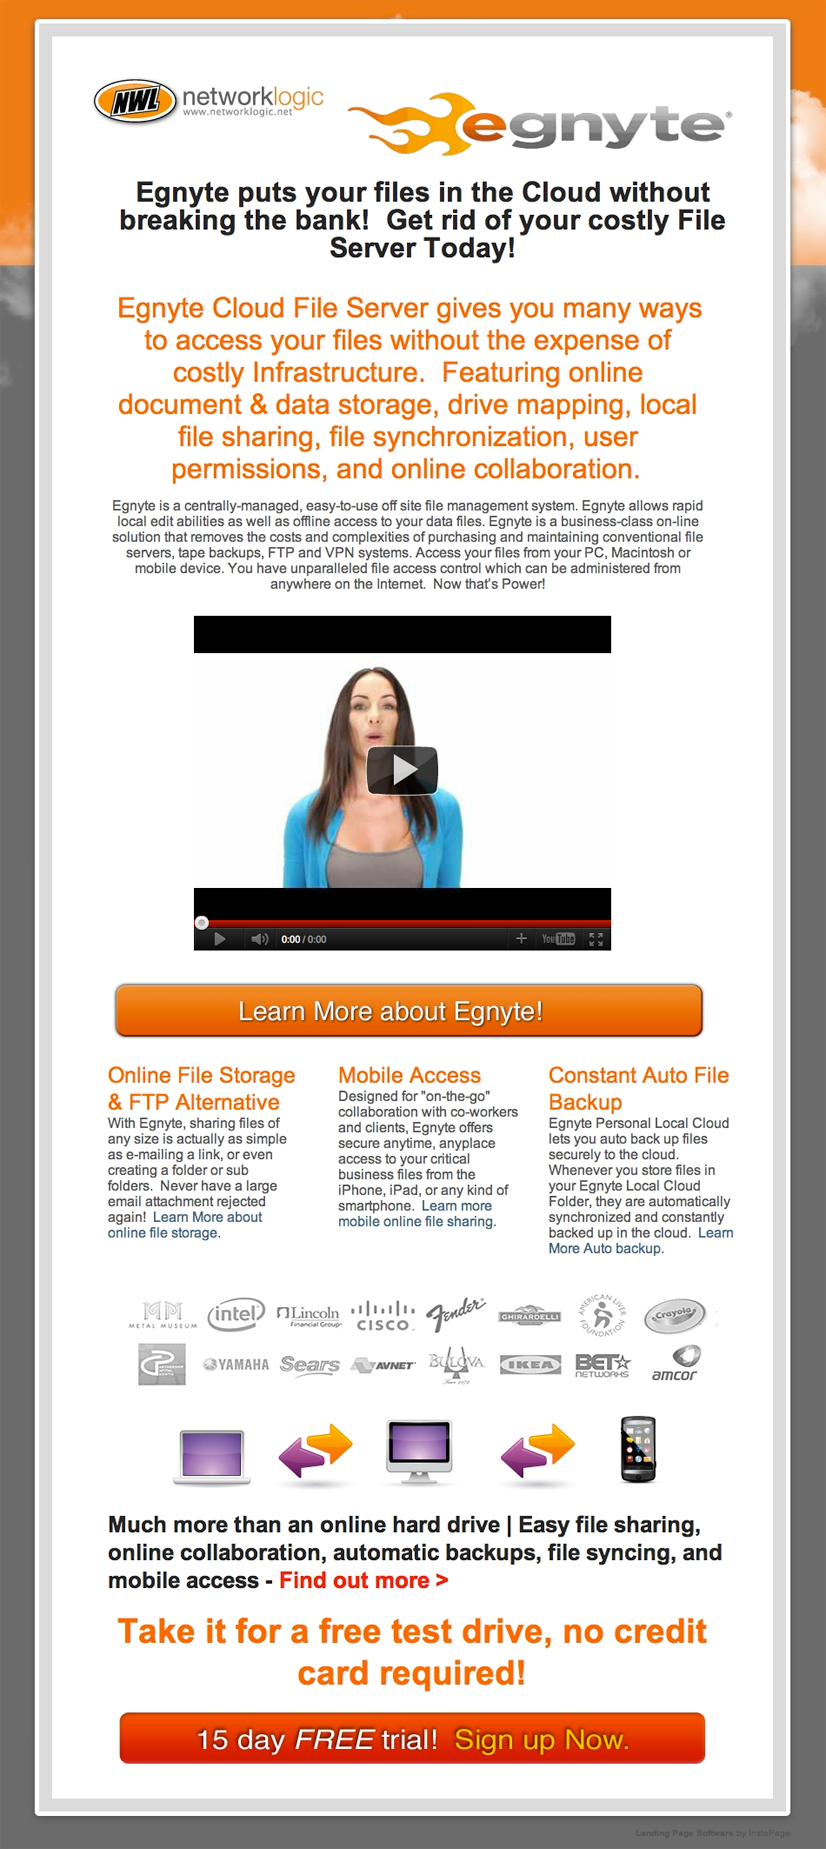 NWL networklogic
www.networklogic.net
egnyte®
Egnyte puts your files in the Cloud without
breaking the bank!  Get rid of your costly File
Server Today!
Egnyte Cloud File Server gives you many ways
to access your files without the expense of
costly Infrastructure.  Featuring online
document & data storage, drive mapping, local
file sharing, file synchronization, user
permissions, and online collaboration.
Egnyte is a centrally-managed, easy-to-use off site file management system. Egnyte allows rapid
local edit abilities as well as offline access to your data files. Egnyte is a business-class on-line
solution that removes the costs and complexities of purchasing and maintaining conventional file
servers, tape backups, FTP and VPN systems. Access your files from your PC, Macintosh or
mobile device. You have unparalleled file access control which can be administered from
anywhere on the Internet.  Now that's Power!
0:00 / 0:00
YouTube
Learn More about Egnyte!
Online File Storage
& FTP Alternative
With Egnyte, sharing files of
any size is actually as simple
as e-mailing a link, or even
creating a folder or sub
folders.  Never have a large
email attachment rejected
again!  Learn More about
online file storage.
Mobile Access
Designed for "on-the-go"
collaboration with co-workers
and clients, Egnyte offers
secure anytime, anyplace
access to your critical
business files from the
iPhone, iPad, or any kind of
smartphone.  Learn more
mobile online file sharing.
Constant Auto File
Backup
Egnyte Personal Local Cloud
lets you auto back up files
securely to the cloud.
Whenever you store files in
your Egnyte Local Cloud
Folder, they are automatically
synchronized and constantly
backed up in the cloud.  Learn
More Auto backup.
METAL MUSEUM
intel
Lincoln
Financial Group
CISCO
Fender
GHIRARDELLI
AMERICAN LIVER
FOUNDATION
Crayola
YAMAHA
Sears
AVNET
BULOVA
Since 1875
IKEA
BET★
NETWORKS
amcor
Much more than an online hard drive | Easy file sharing,
online collaboration, automatic backups, file syncing, and
mobile access - Find out more >
Take it for a free test drive, no credit
card required!
15 day FREE trial!  Sign up Now.
Landing Page Software by InstaPage